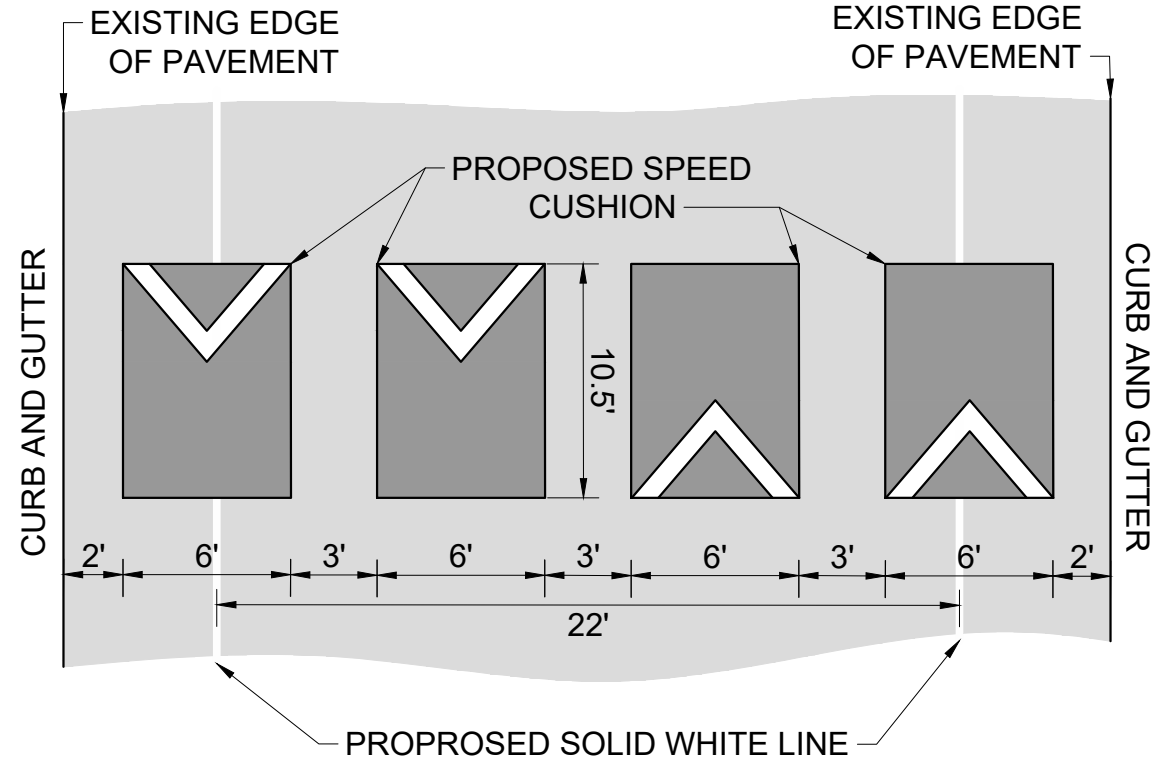 EXISTING EDGE
OF PAVEMENT
EXISTING EDGE
OF PAVEMENT
PROPOSED SPEED
CUSHION
CURB AND GUTTER
CURB AND GUTTER
10.5'
2'
6'
3'
6'
3'
6'
3'
6'
2'
22'
PROPROSED SOLID WHITE LINE